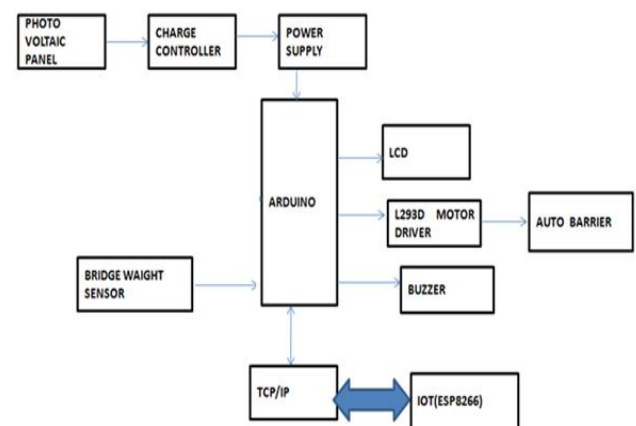 PHOTO
VOLTAIC
PANEL
CHARGE
CONTROLLER
POWER
SUPPLY
ARDUINO
LCD
L293D MOTOR
DRIVER
AUTO BARRIER
BRIDGE WAIGHT
SENSOR
BUZZER
TCP/IP
IOT(ESP8266)